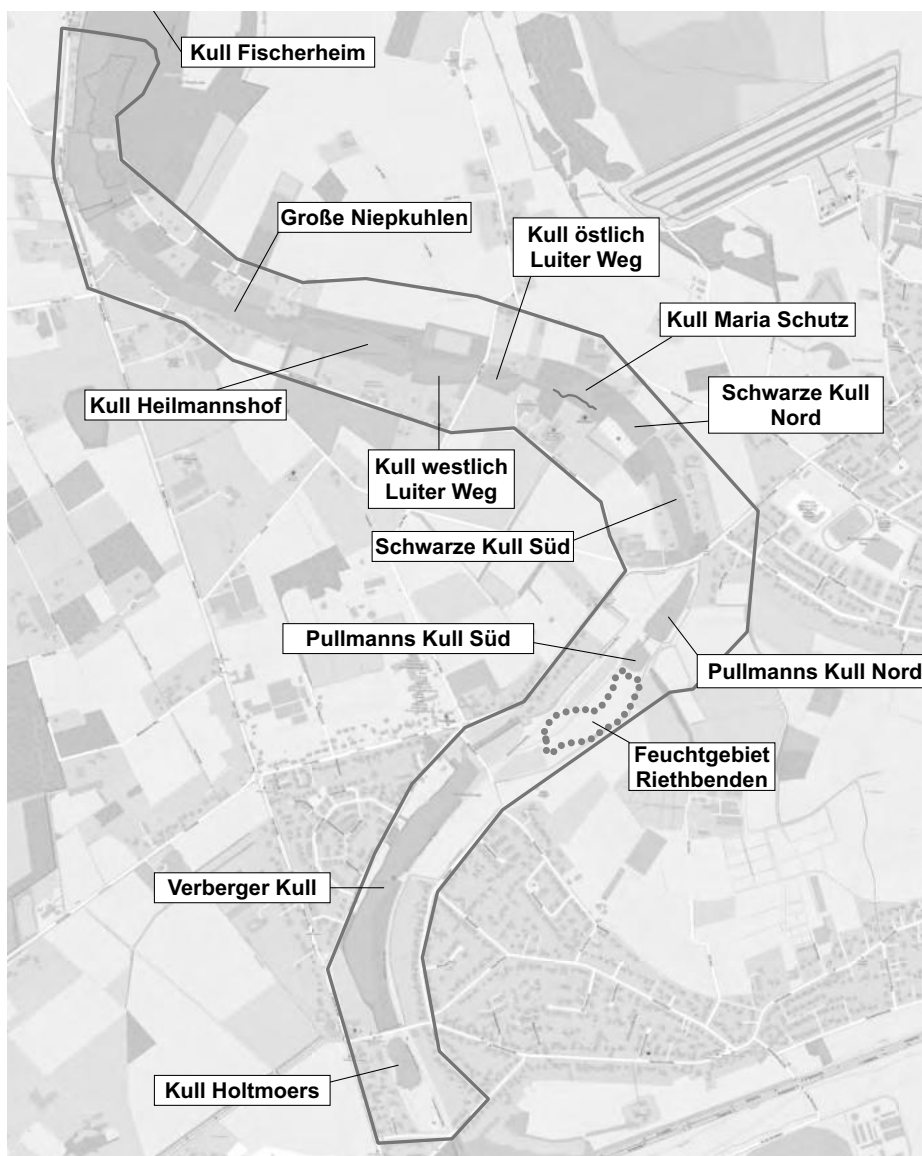 Kull Fischerheim
Große Niepkuhlen
Kull östlich
Luiter Weg
Kull Maria Schutz
Kull Heilmannshof
Schwarze Kull
Nord
Kull westlich
Luiter Weg
Schwarze Kull Süd
Pullmanns Kull Süd
Pullmanns Kull Nord
Feuchtgebiet
Riethbenden
Verberger Kull
Kull Holtmoers